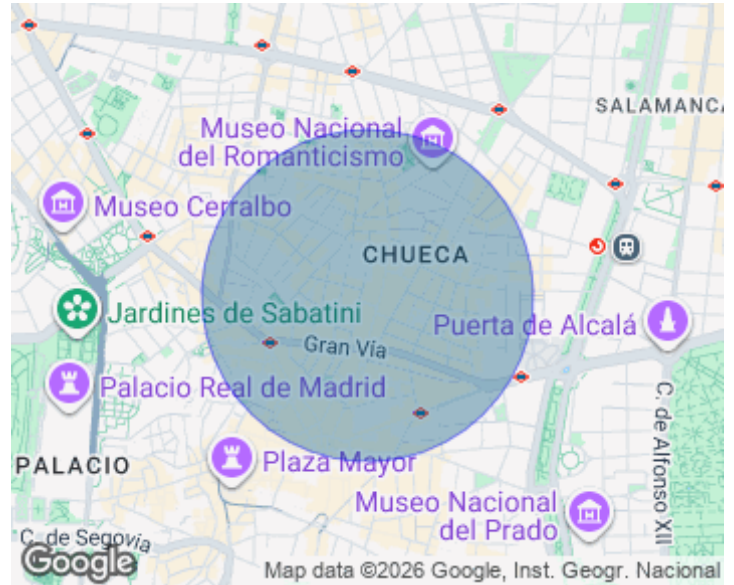 SALAMANCA
Museo Nacional
del Romanticismo
Museo Cerralbo
CHUECA
Jardines de Sabatini
Puerta de Alcalá
Gran Vía
Palacio Real de Madrid
C. de Alfonso XII
PALACIO
Plaza Mayor
Museo Nacional
del Prado
C. de Segovia
Google
Map data ©2026 Google, Inst. Geogr. Nacional